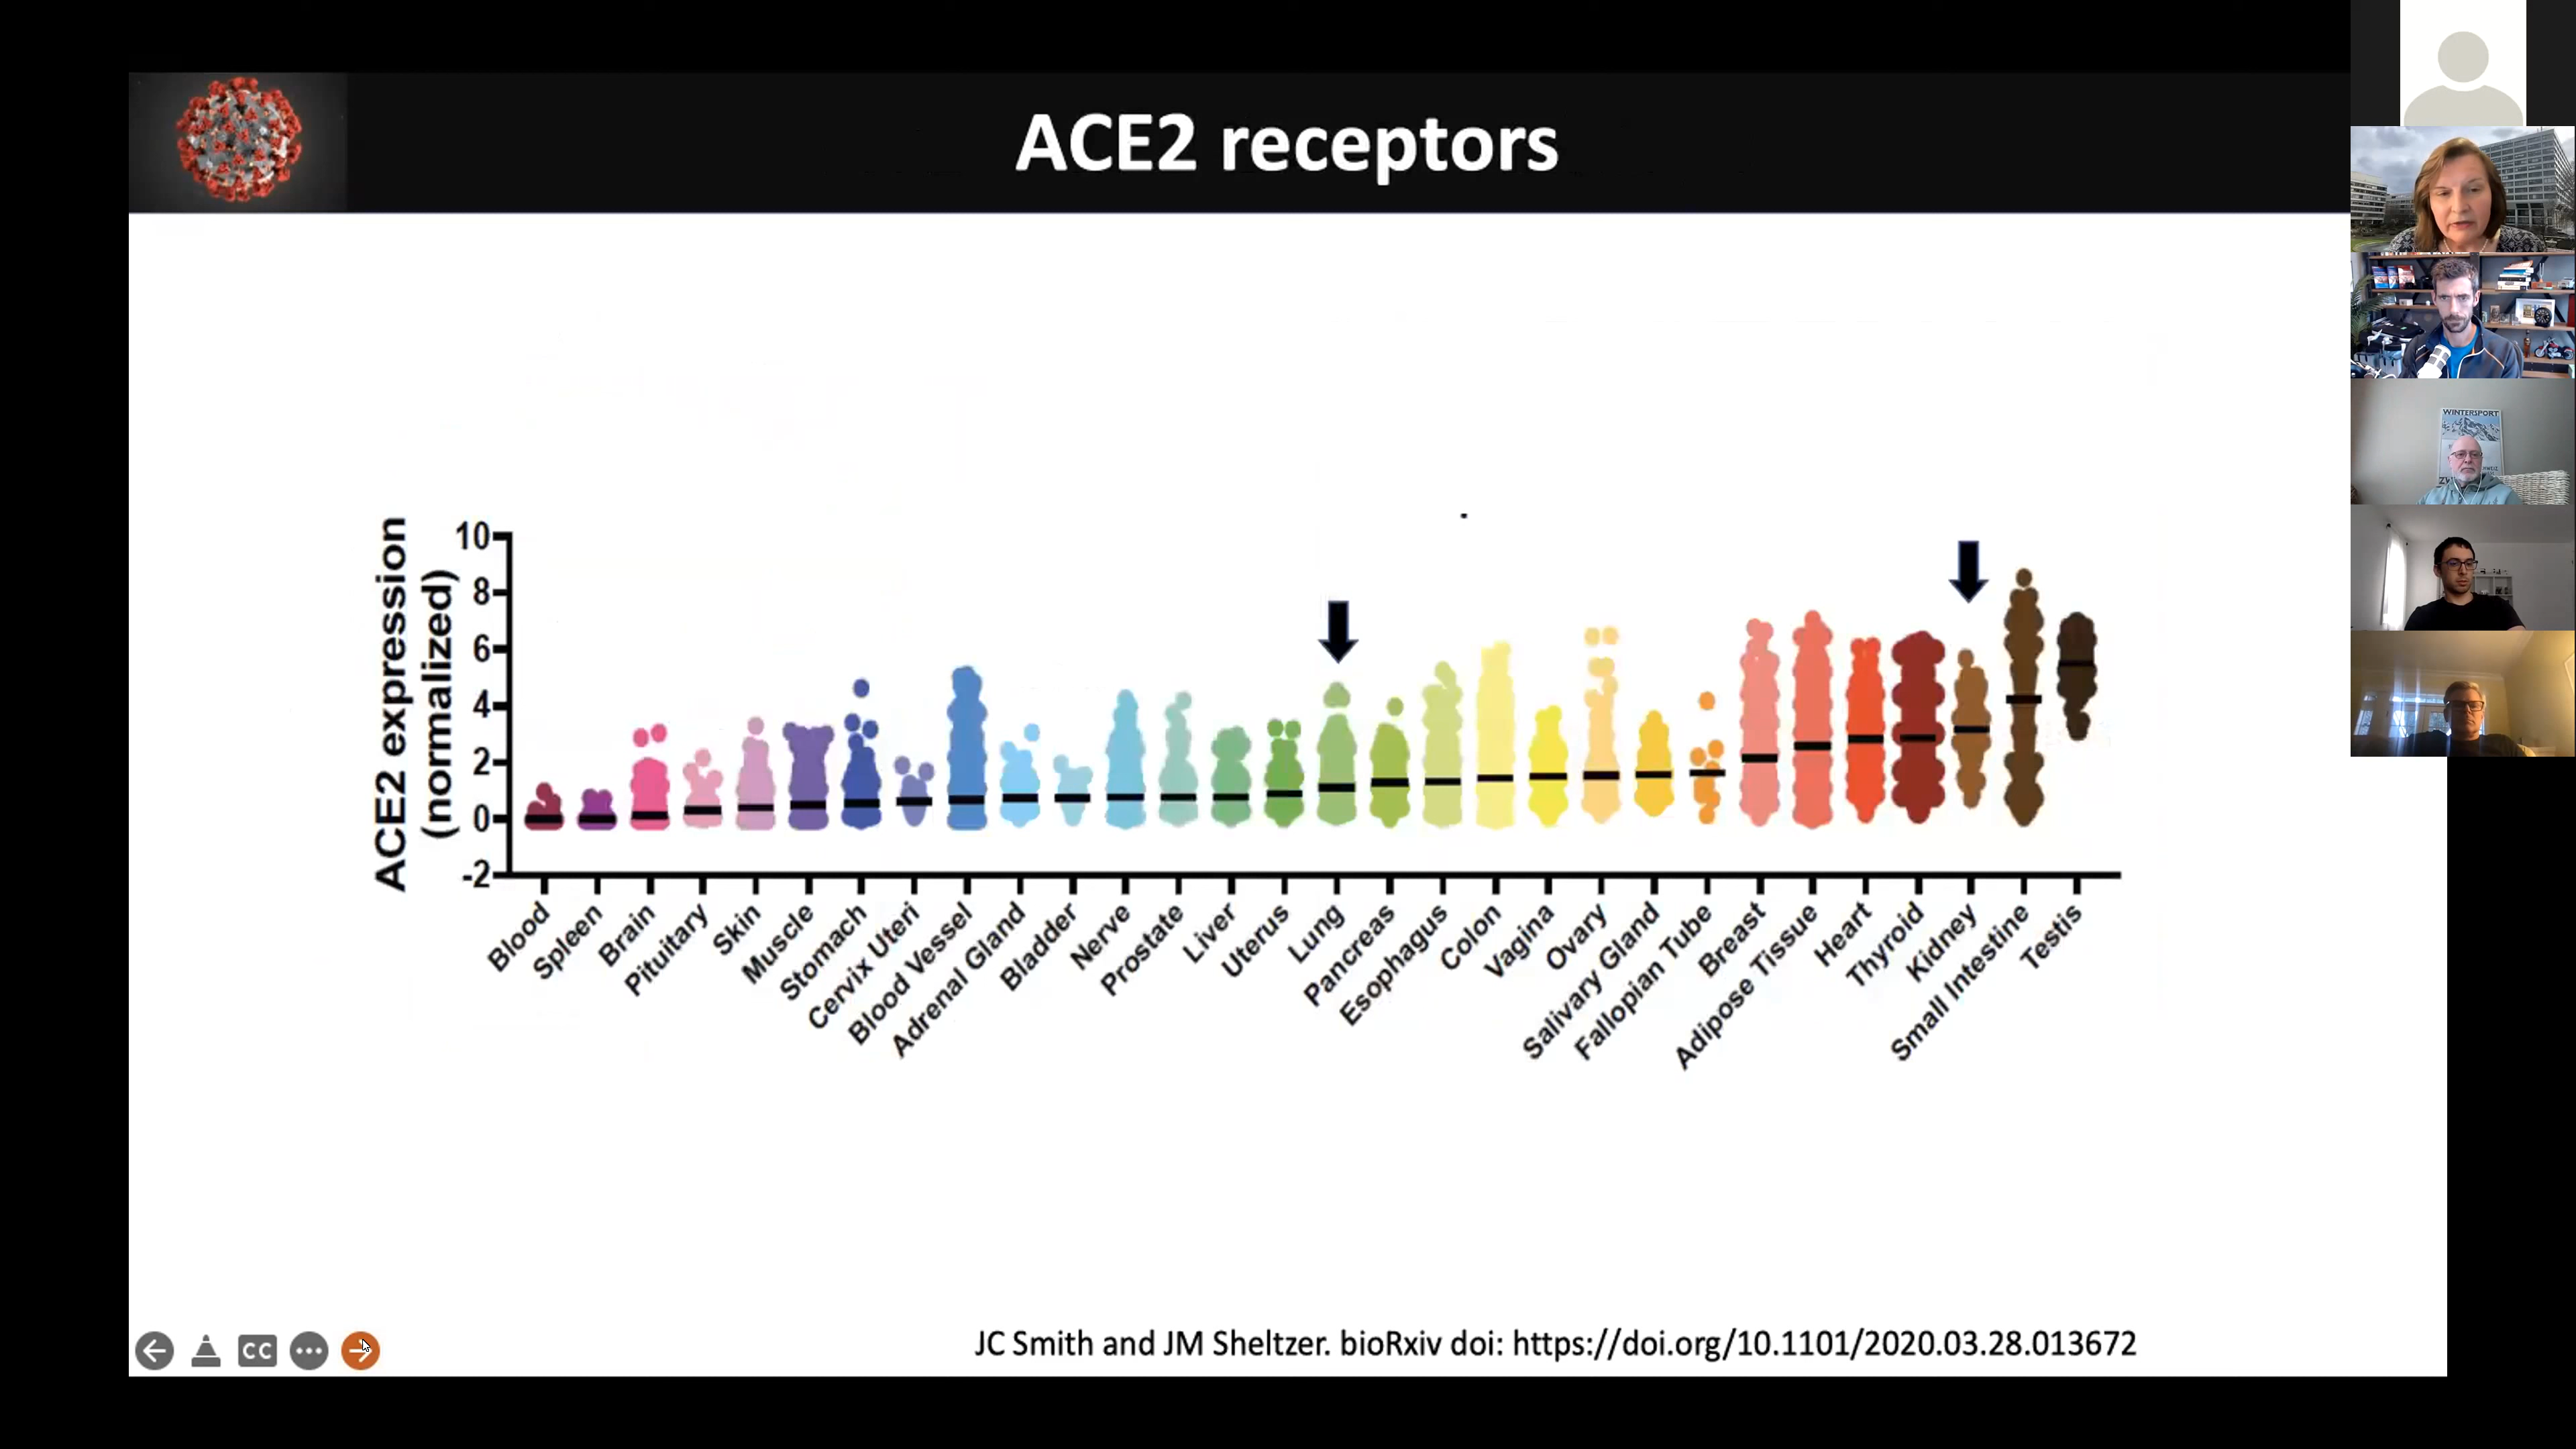 ACE2 receptors
ACE2 expression
(normalized)
10
8
6
4
2
0
-2
Blood
Spleen
Brain
Pituitary
Skin
Muscle
Stomach
Cervix Uteri
Blood Vessel
Adrenal Gland
Bladder
Nerve
Prostate
Liver
Uterus
Lung
Pancreas
Esophagus
Colon
Vagina
Ovary
Salivary Gland
Fallopian Tube
Breast
Adipose Tissue
Heart
Thyroid
Kidney
Small Intestine
Testis
JC Smith and JM Sheltzer. bioRxiv doi: https://doi.org/10.1101/2020.03.28.013672
CC
WINTERSPORT